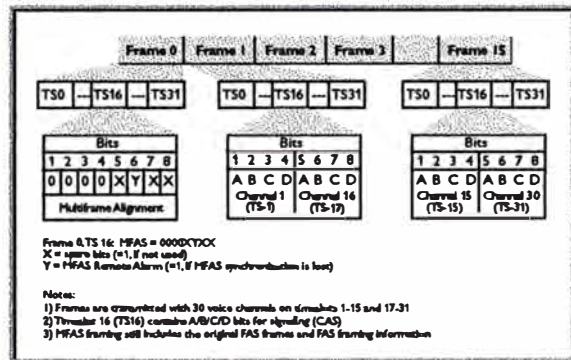 Frame 0 Frame 1 Frame 2 Frame 3 Frame 15
TS0 --- TS16 --- TS31 TS0 --- TS16 --- TS31 TS0 --- TS16 --- TS31
Bits Bits Bits
1 2 3 4 5 6 7 8 1 2 3 4 5 6 7 8 1 2 3 4 5 6 7 8
0 0 0 0 X Y X X A B C D A B C D A B C D A B C D
Multiframe Alignment Channel 1 Channel 16 Channel 15 Channel 30
(TS-1) (TS-17) (TS-15) (TS-31)
Frame 0, TS 16: MFAS = 0000XYXX
X = spare bits (=1, if not used)
Y = MFAS Remote Alarm (=1, if MFAS synchronization is lost)
Notes:
1) Frames are transmitted with 30 voice channels on timeslots 1-15 and 17-31
2) Timeslot 16 (TS16) contains A/B/C/D bits for signaling (CAS)
3) MFAS framing still includes the original FAS frames and FAS framing information